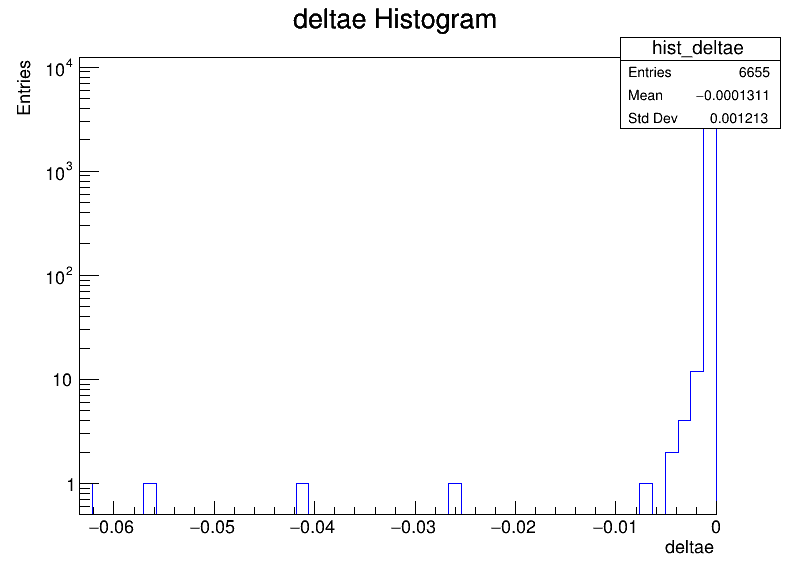 deltae Histogram
hist_deltae
Entries 6655
Mean −0.0001311
Std Dev 0.001213
Entries
10^4
10^3
10^2
10
1
−0.06 −0.05 −0.04 −0.03 −0.02 −0.01 0
deltae